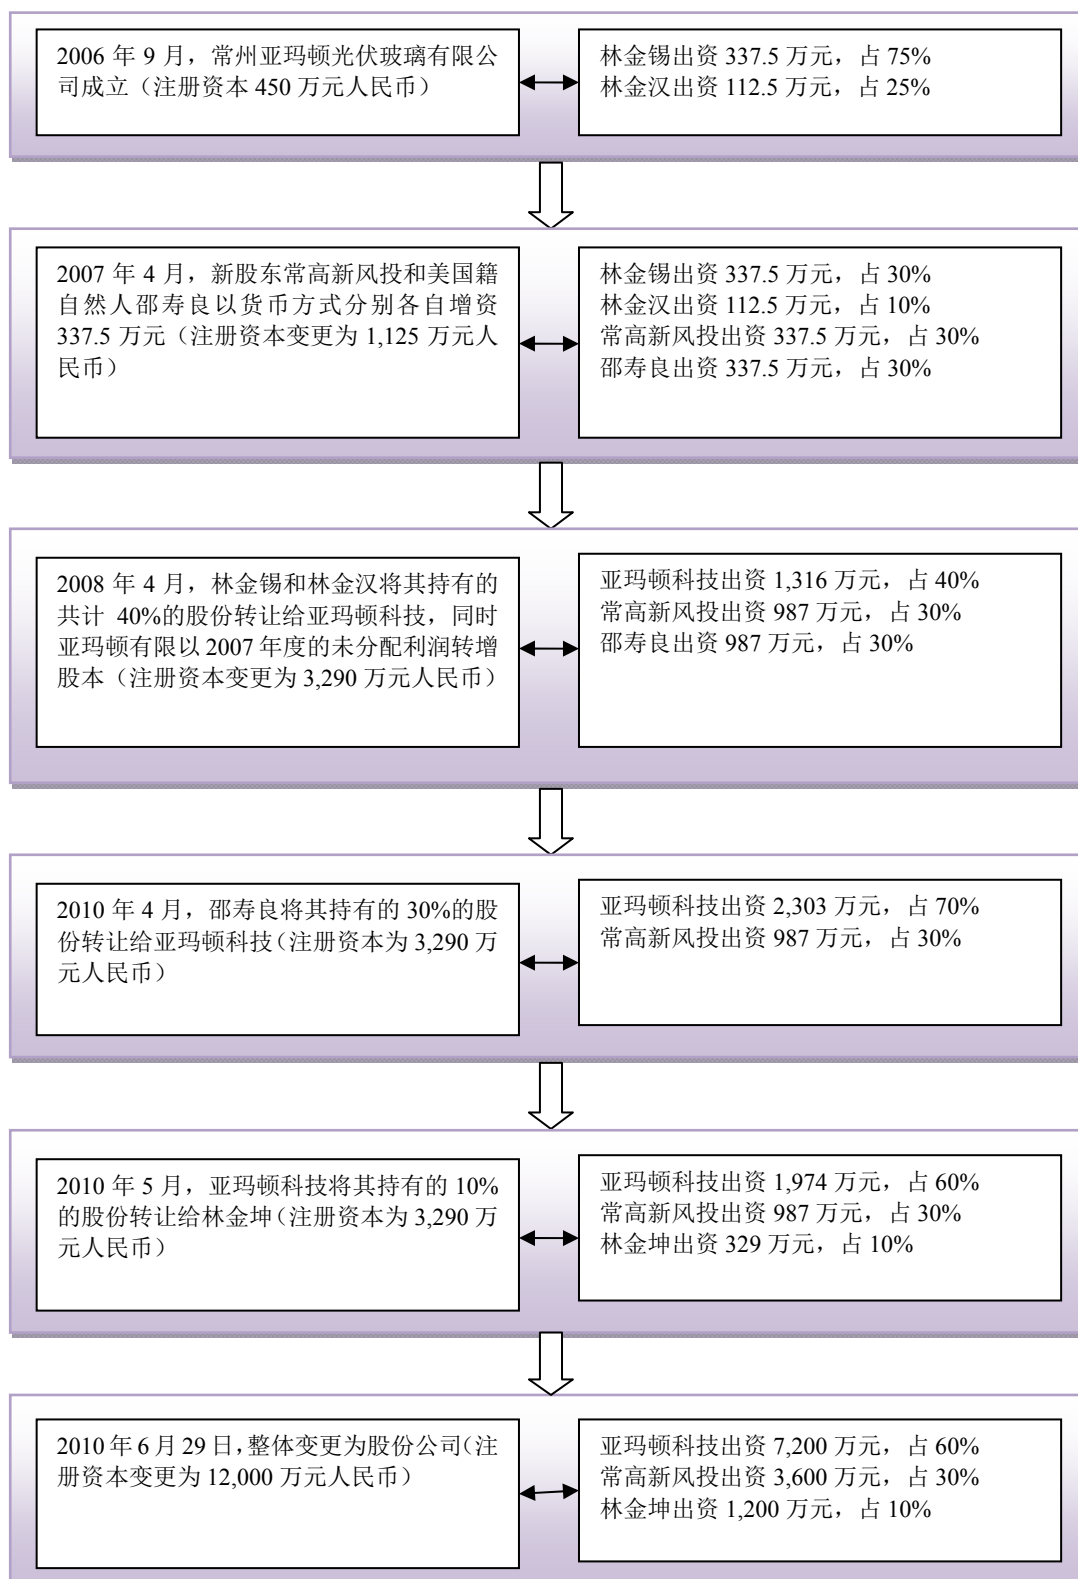 2006 年 9 月，常州亚玛顿光伏玻璃有限公
司成立（注册资本 450 万元人民币）
林金锡出资 337.5 万元，占 75%
林金汉出资 112.5 万元，占 25%
2007 年 4 月，新股东常高新风投和美国籍
自然人邵寿良以货币方式分别各自增资
337.5 万元（注册资本变更为 1,125 万元人
民币）
林金锡出资 337.5 万元，占 30%
林金汉出资 112.5 万元，占 10%
常高新风投出资 337.5 万元，占 30%
邵寿良出资 337.5 万元，占 30%
2008 年 4 月，林金锡和林金汉将其持有的
共计 40%的股份转让给亚玛顿科技，同时
亚玛顿有限以 2007 年度的未分配利润转增
股本（注册资本变更为 3,290 万元人民币）
亚玛顿科技出资 1,316 万元，占 40%
常高新风投出资 987 万元，占 30%
邵寿良出资 987 万元，占 30%
2010 年 4 月，邵寿良将其持有的 30%的股
份转让给亚玛顿科技（注册资本为 3,290 万
元人民币）
亚玛顿科技出资 2,303 万元，占 70%
常高新风投出资 987 万元，占 30%
2010 年 5 月，亚玛顿科技将其持有的 10%
的股份转让给林金坤（注册资本为 3,290 万
元人民币）
亚玛顿科技出资 1,974 万元，占 60%
常高新风投出资 987 万元，占 30%
林金坤出资 329 万元，占 10%
2010 年 6 月 29 日，整体变更为股份公司（注
册资本变更为 12,000 万元人民币）
亚玛顿科技出资 7,200 万元，占 60%
常高新风投出资 3,600 万元，占 30%
林金坤出资 1,200 万元，占 10%